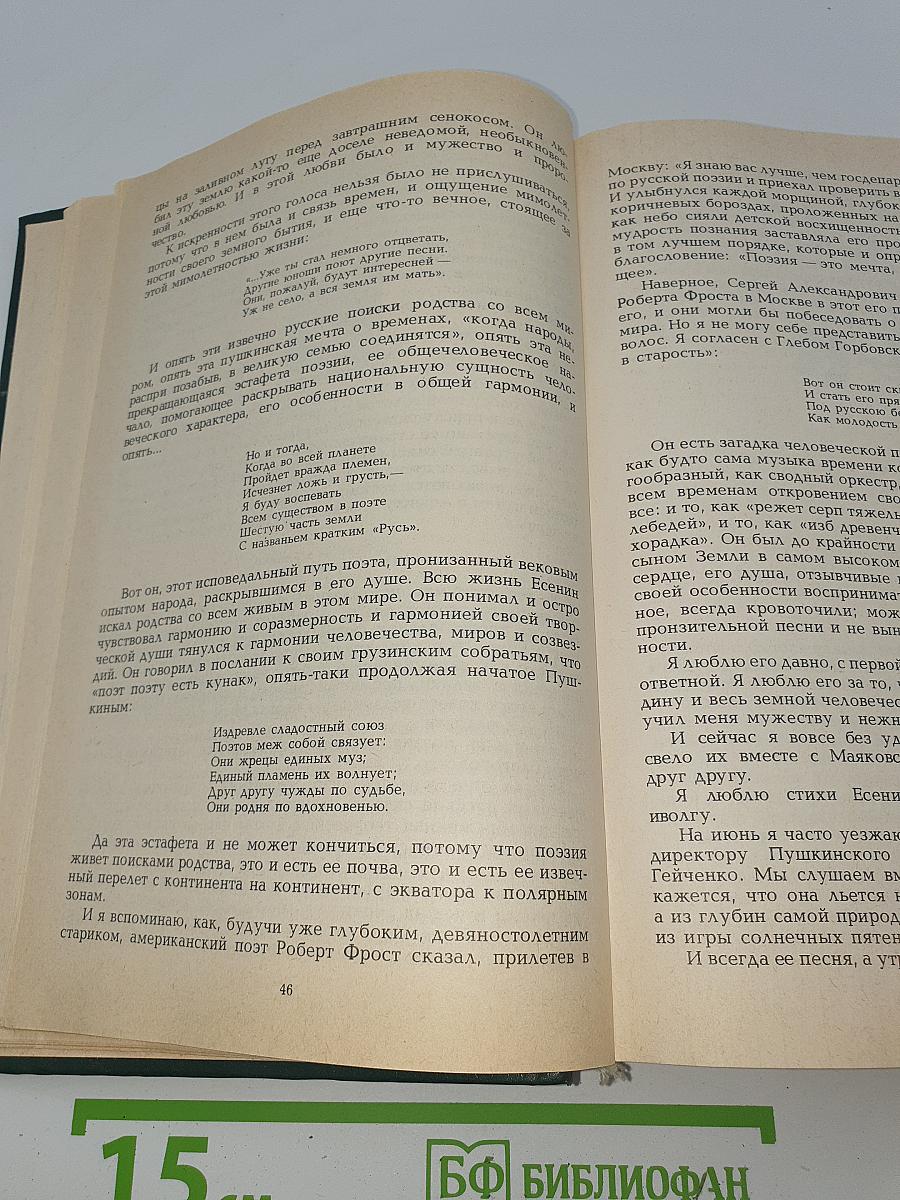 цы на заливном лугу перед завтрашним сенокосом. Он лю-
бил эту землю какой-то еще доселе неведомой, необыкновен-
ной любовью. И в этой любви было и мужество и проро-
чество.
К искренности этого голоса нельзя было не прислушиваться,
потому что в нем была и связь времен, и ощущение мимолет-
ности своего земного бытия, и еще что-то вечное, стоящее за
этой мимолетностью жизни:
«...Уже ты стал немного отцветать,
Другие юноши поют другие песни.
Они, пожалуй, будут интересней —
Уж не село, а вся земля им мать».
И опять эти извечно русские поиски родства со всем ми-
ром, опять эта пушкинская мечта о временах, «когда народы,
распри позабыв, в великую семью соединятся», опять эта не-
прекращающаяся эстафета поэзии, ее общечеловеческое на-
чало, помогающее раскрывать национальную сущность чело-
веческого характера, его особенности в общей гармонии, и
опять...
Но и тогда,
Когда во всей планете
Пройдет вражда племен,
Исчезнет ложь и грусть,—
Я буду воспевать
Всем существом в поэте
Шестую часть земли
С названьем кратким «Русь».
Вот он, этот исповедальный путь поэта, пронизанный вековым
опытом народа, раскрывшимся в его душе. Всю жизнь Есенин
искал родства со всем живым в этом мире. Он понимал и остро
чувствовал гармонию и соразмерность и гармонией своей твор-
ческой души тянулся к гармонии человечества, миров и созвез-
дий. Он говорил в послании к своим грузинским собратьям, что
«поэт поэту есть кунак», опять-таки продолжая начатое Пуш-
киным:
Издревле сладостный союз
Поэтов меж собой связует:
Они жрецы единых муз;
Единый пламень их волнует;
Друг другу чужды по судьбе,
Они родня по вдохновенью.
Да эта эстафета и не может кончиться, потому что поэзия
живет поисками родства, это и есть ее почва, это и есть ее извеч-
ный перелет с континента на континент, с экватора к полярным
зонам.
И я вспоминаю, как, будучи уже глубоким, девяностолетним
стариком, американский поэт Роберт Фрост сказал, прилетев в
46
Москву: «Я знаю вас лучше, чем госдепар
по русской поэзии и приехал проверить в
И улыбнулся каждой морщиной, глубок
коричневых бороздах, проложенных на
как небо сияли детской восхищенность
мудрость познания заставляла его про
в том лучшем порядке, которые и опр
благословение: «Поэзия — это мечта,
щее».
Наверное, Сергей Александрович
Роберта Фроста в Москве в этот его п
его, и они могли бы побеседовать о
мира. Но я не могу себе представить
волос. Я согласен с Глебом Горбовск
в старость»:
Вот он стоит ск
И стать его пря
Под русскою бе
Как молодость
Он есть загадка человеческой п
как будто сама музыка времени ко
гообразный, как сводный оркестр,
всем временам откровением сво
все: и то, как «режет серп тяжель
лебедей», и то, как «изб древенч
хорадка». Он был до крайности
сыном Земли в самом высоком
сердце, его душа, отзывчивые
своей особенности воспринимат
ное, всегда кровоточили; мож
пронзительной песни и не вын
ности.
Я люблю его давно, с первой
ответной. Я люблю его за то, ч
дину и весь земной человечес
учил меня мужеству и нежн
И сейчас я вовсе без уд
свело их вместе с Маяковс
друг другу.
Я люблю стихи Есени
иволгу.
На июнь я часто уезжаю
директору Пушкинского
Гейченко. Мы слушаем вм
кажется, что она льется н
а из глубин самой природ
из игры солнечных пятен
И всегда ее песня, а утр
15 см
БФ БИБЛИОФАН